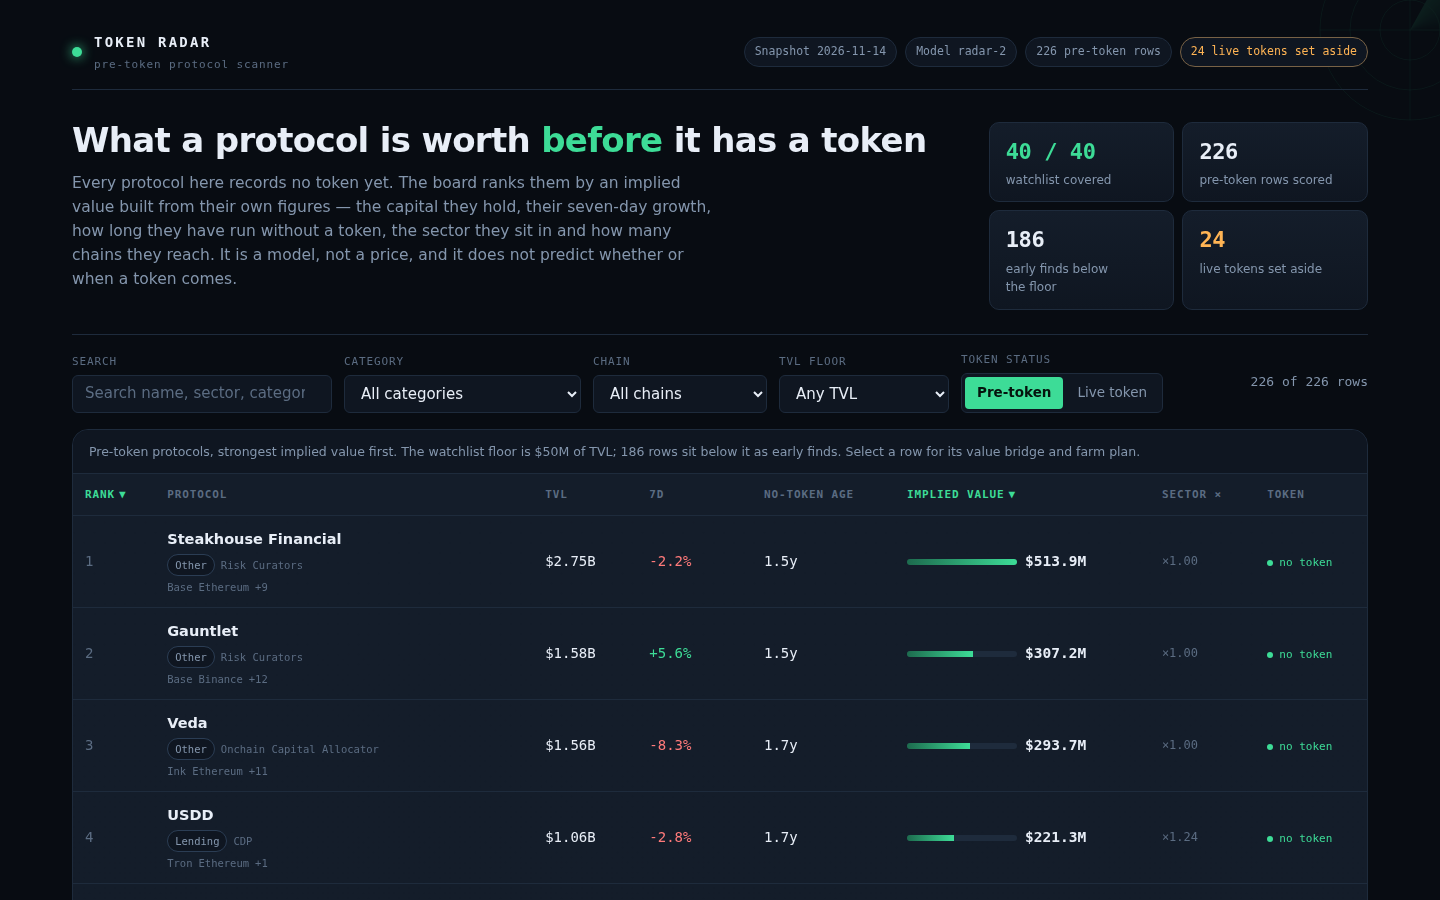 TOKEN RADAR
pre-token protocol scanner
Snapshot 2026-11-14
Model radar-2
226 pre-token rows
24 live tokens set aside
What a protocol is worth before it has a token
Every protocol here records no token yet. The board ranks them by an implied
value built from their own figures — the capital they hold, their seven-day growth,
how long they have run without a token, the sector they sit in and how many
chains they reach. It is a model, not a price, and it does not predict whether or
when a token comes.
40 / 40
watchlist covered
226
pre-token rows scored
186
early finds below
the floor
24
live tokens set aside
SEARCH
Search name, sector, categor
CATEGORY
All categories
CHAIN
All chains
TVL FLOOR
Any TVL
TOKEN STATUS
Pre-token
Live token
226 of 226 rows
Pre-token protocols, strongest implied value first. The watchlist floor is $50M of TVL; 186 rows sit below it as early finds. Select a row for its value bridge and farm plan.
RANK ▼ PROTOCOL TVL 7D NO-TOKEN AGE IMPLIED VALUE ▼ SECTOR × TOKEN
Steakhouse Financial
1 Other Risk Curators $2.75B -2.2% 1.5y $513.9M ×1.00 no token
Base Ethereum +9
Gauntlet
2 Other Risk Curators $1.58B +5.6% 1.5y $307.2M ×1.00 no token
Base Binance +12
Veda
3 Other Onchain Capital Allocator $1.56B -8.3% 1.7y $293.7M ×1.00 no token
Ink Ethereum +11
USDD
4 Lending CDP $1.06B -2.8% 1.7y $221.3M ×1.24 no token
Tron Ethereum +1